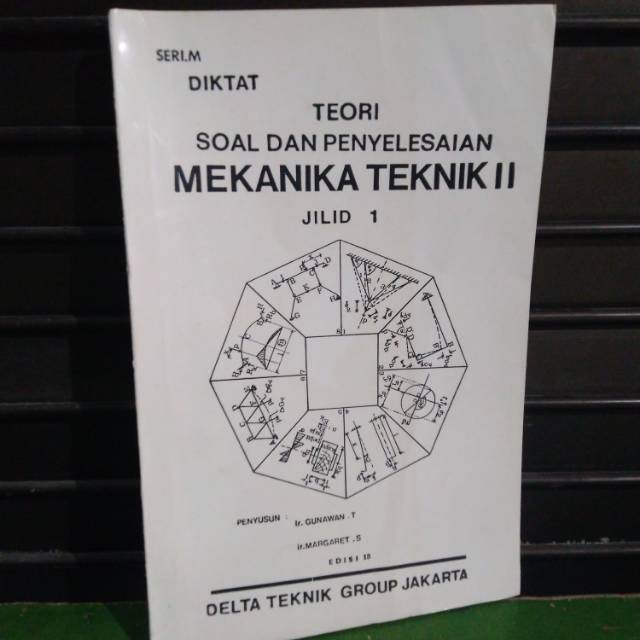 SERI.M
DIKTAT
TEORI
SOAL DAN PENYELESAIAN
MEKANIKA TEKNIK II
JILID 1
PENYUSUN : Ir. GUNAWAN . T
Ir.MARGARET . S
EDISI
DELTA TEKNIK GROUP JAKARTA